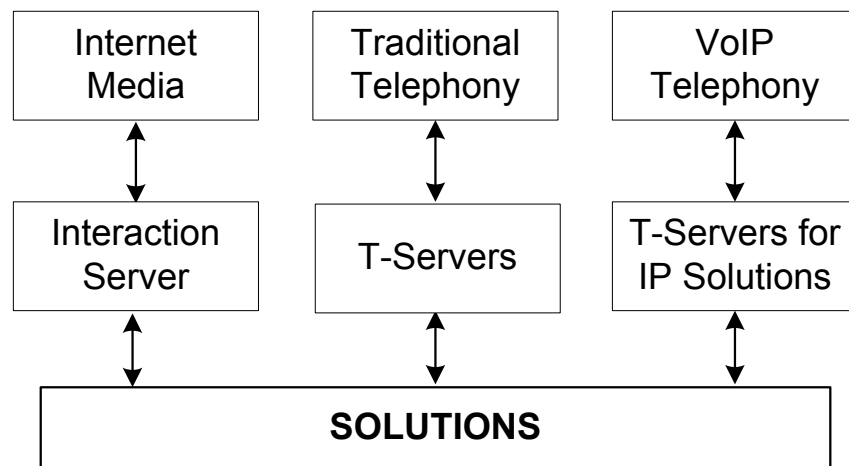 Internet
Media
Traditional
Telephony
VoIP
Telephony
Interaction
Server
T-Servers
T-Servers for
IP Solutions
SOLUTIONS